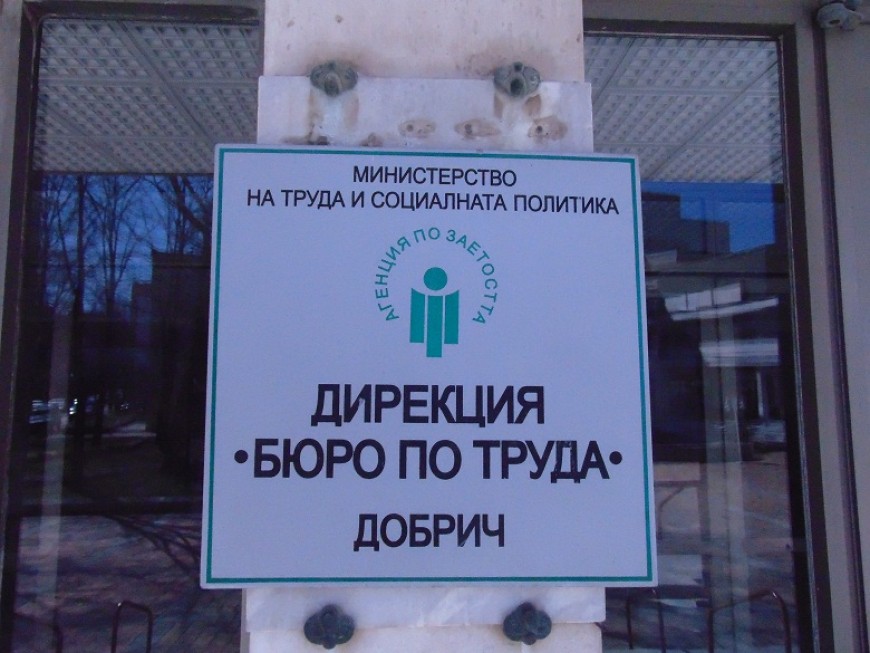 МИНИСТЕРСТВО
НА ТРУДА И СОЦИАЛНАТА ПОЛИТИКА
АГЕНЦИЯ ПО ЗАЕТОСТТА
ДИРЕКЦИЯ
•БЮРО ПО ТРУДА•
ДОБРИЧ